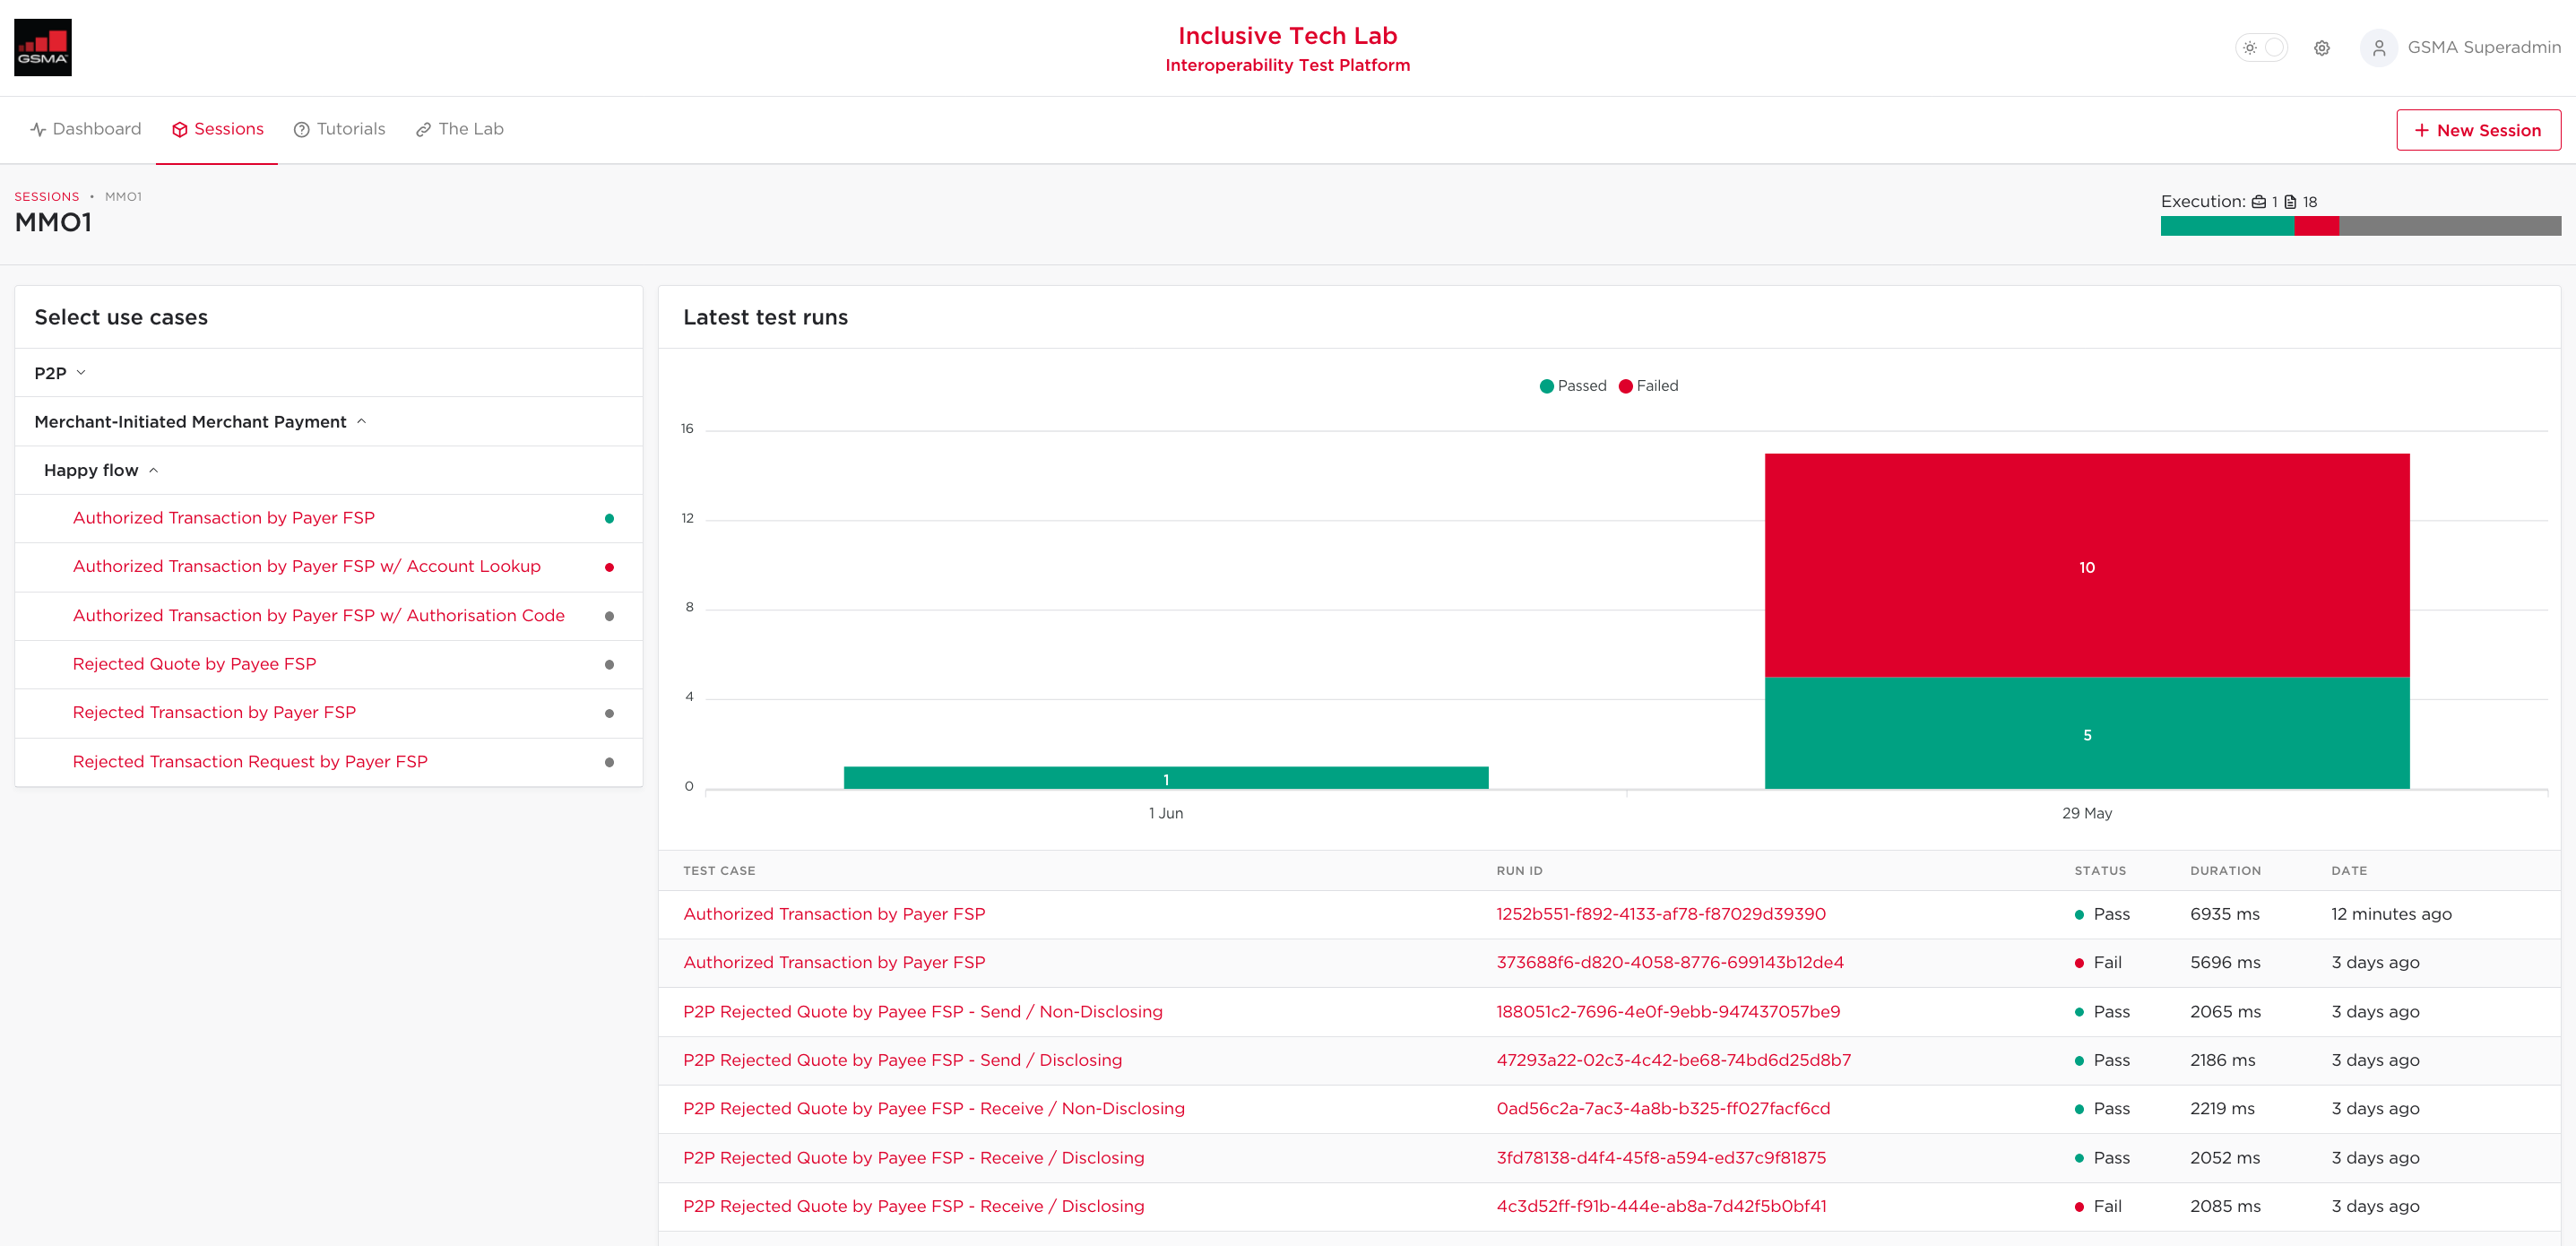 GSMA
Inclusive Tech Lab
Interoperability Test Platform
GSMA Superadmin
Dashboard
Sessions
Tutorials
The Lab
+ New Session
SESSIONS • MMO1
MMO1
Execution: 1 18
Select use cases
P2P
Merchant-Initiated Merchant Payment
Happy flow
Authorized Transaction by Payer FSP
Authorized Transaction by Payer FSP w/ Account Lookup
Authorized Transaction by Payer FSP w/ Authorisation Code
Rejected Quote by Payee FSP
Rejected Transaction by Payer FSP
Rejected Transaction Request by Payer FSP
Latest test runs
Passed Failed
16
12
8
4
0
10
5
1
1 Jun
29 May
TEST CASE RUN ID STATUS DURATION DATE
Authorized Transaction by Payer FSP 1252b551-f892-4133-af78-f87029d39390 Pass 6935 ms 12 minutes ago
Authorized Transaction by Payer FSP 373688f6-d820-4058-8776-699143b12de4 Fail 5696 ms 3 days ago
P2P Rejected Quote by Payee FSP - Send / Non-Disclosing 188051c2-7696-4e0f-9ebb-947437057be9 Pass 2065 ms 3 days ago
P2P Rejected Quote by Payee FSP - Send / Disclosing 47293a22-02c3-4c42-be68-74bd6d25d8b7 Pass 2186 ms 3 days ago
P2P Rejected Quote by Payee FSP - Receive / Non-Disclosing 0ad56c2a-7ac3-4a8b-b325-ff027facf6cd Pass 2219 ms 3 days ago
P2P Rejected Quote by Payee FSP - Receive / Disclosing 3fd78138-d4f4-45f8-a594-ed37c9f81875 Pass 2052 ms 3 days ago
P2P Rejected Quote by Payee FSP - Receive / Disclosing 4c3d52ff-f91b-444e-ab8a-7d42f5b0bf41 Fail 2085 ms 3 days ago